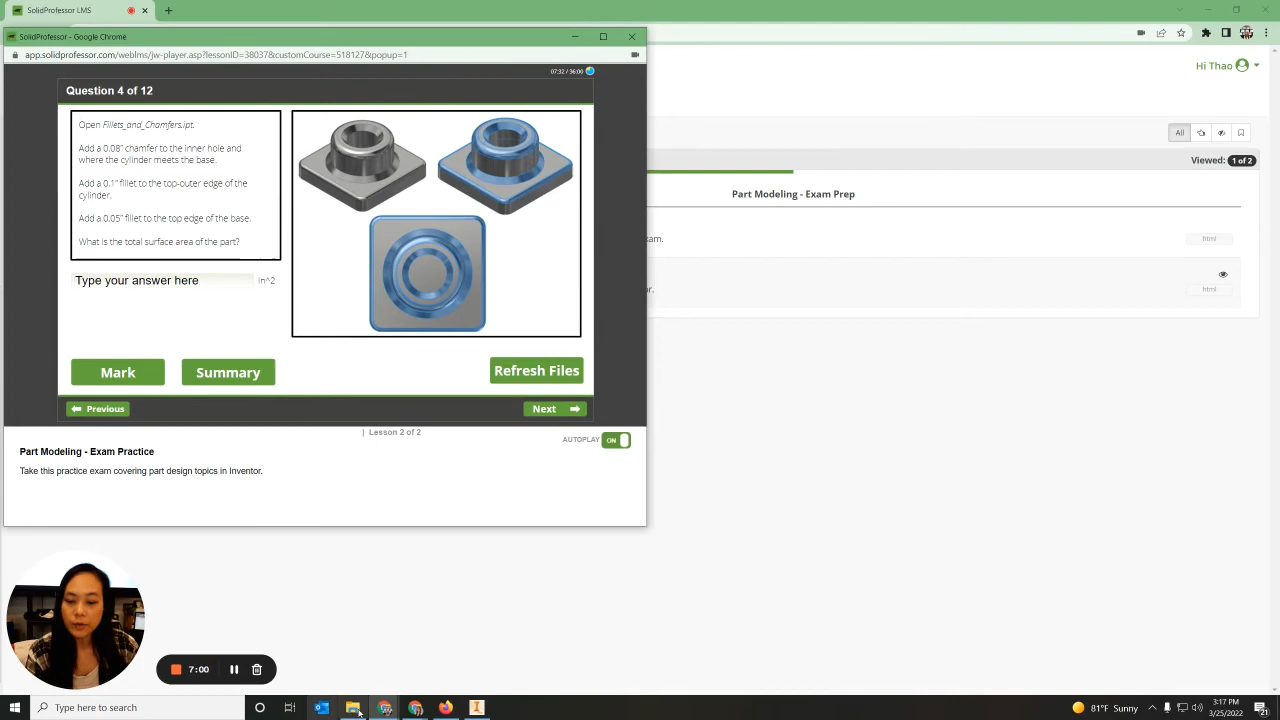 SolidProfessor LMS
SolidProfessor - Google Chrome
app.solidprofessor.com/weblms/jw-player.asp?lessonID=38037&customCourse=518127&popup=1
Hi Thao
07:32 / 36:00
Question 4 of 12
Open Fillets_and_Chamfers.ipt.
Add a 0.08" chamfer to the inner hole and
where the cylinder meets the base.
Add a 0.1" fillet to the top-outer edge of the
cylinder.
Add a 0.05" fillet to the top edge of the base.
What is the total surface area of the part?
Type your answer here in^2
Mark Summary Refresh Files
Previous Next
| Lesson 2 of 2
AUTOPLAY ON
Part Modeling - Exam Practice
Take this practice exam covering part design topics in Inventor.
All
Viewed: 1 of 2
Part Modeling - Exam Prep
html
html
7:00
Type here to search
81°F Sunny
3:17 PM
3/25/2022
21